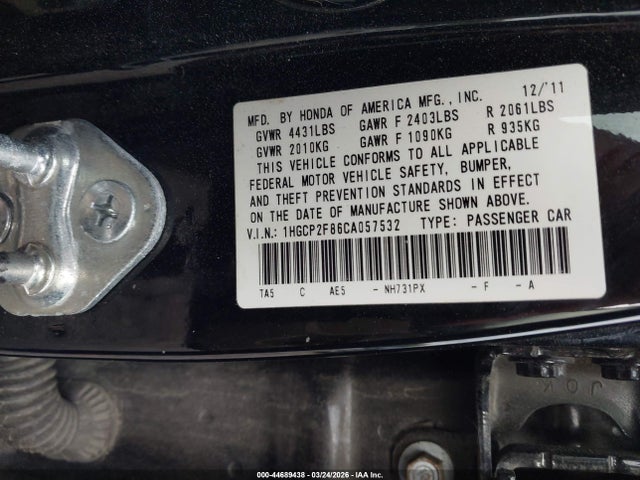 MFD. BY HONDA OF AMERICA MFG., INC. 12/'11
GVWR 4431LBS GAWR F 2403LBS R 2061LBS
GVWR 2010KG GAWR F 1090KG R 935KG
THIS VEHICLE CONFORMS TO ALL APPLICABLE
FEDERAL MOTOR VEHICLE SAFETY, BUMPER,
AND THEFT PREVENTION STANDARDS IN EFFECT
ON THE DATE OF MANUFACTURE SHOWN ABOVE.
V.I.N.: 1HGCP2F86CA057532 TYPE: PASSENGER CAR
TA5 C AE5 - NH731PX - F - A
JOK
000-44689438 | 03/24/2026 | IAA Inc.